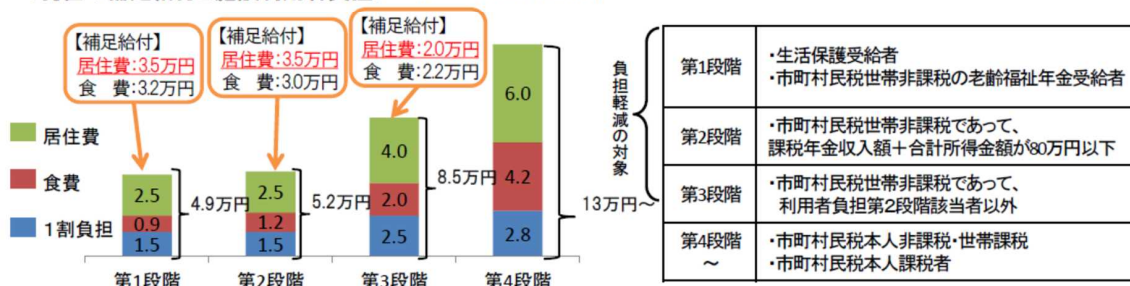 【補足給付】
居住費:3.5万円
食　費:3.2万円
【補足給付】
居住費:3.5万円
食　費:3.0万円
【補足給付】
居住費:2.0万円
食　費:2.2万円
居住費
食費
1割負担
2.5
0.9
1.5
4.9万円
2.5
1.2
1.5
5.2万円
4.0
2.0
2.5
8.5万円
6.0
4.2
2.8
13万円～
第1段階
第2段階
第3段階
第4段階
負担軽減の対象
第1段階
・生活保護受給者
・市町村民税世帯非課税の老齢福祉年金受給者
第2段階
・市町村民税世帯非課税であって、
課税年金収入額＋合計所得金額が80万円以下
第3段階
・市町村民税世帯非課税であって、
利用者負担第2段階該当者以外
第4段階
～
・市町村民税本人非課税・世帯課税
・市町村民税本人課税者